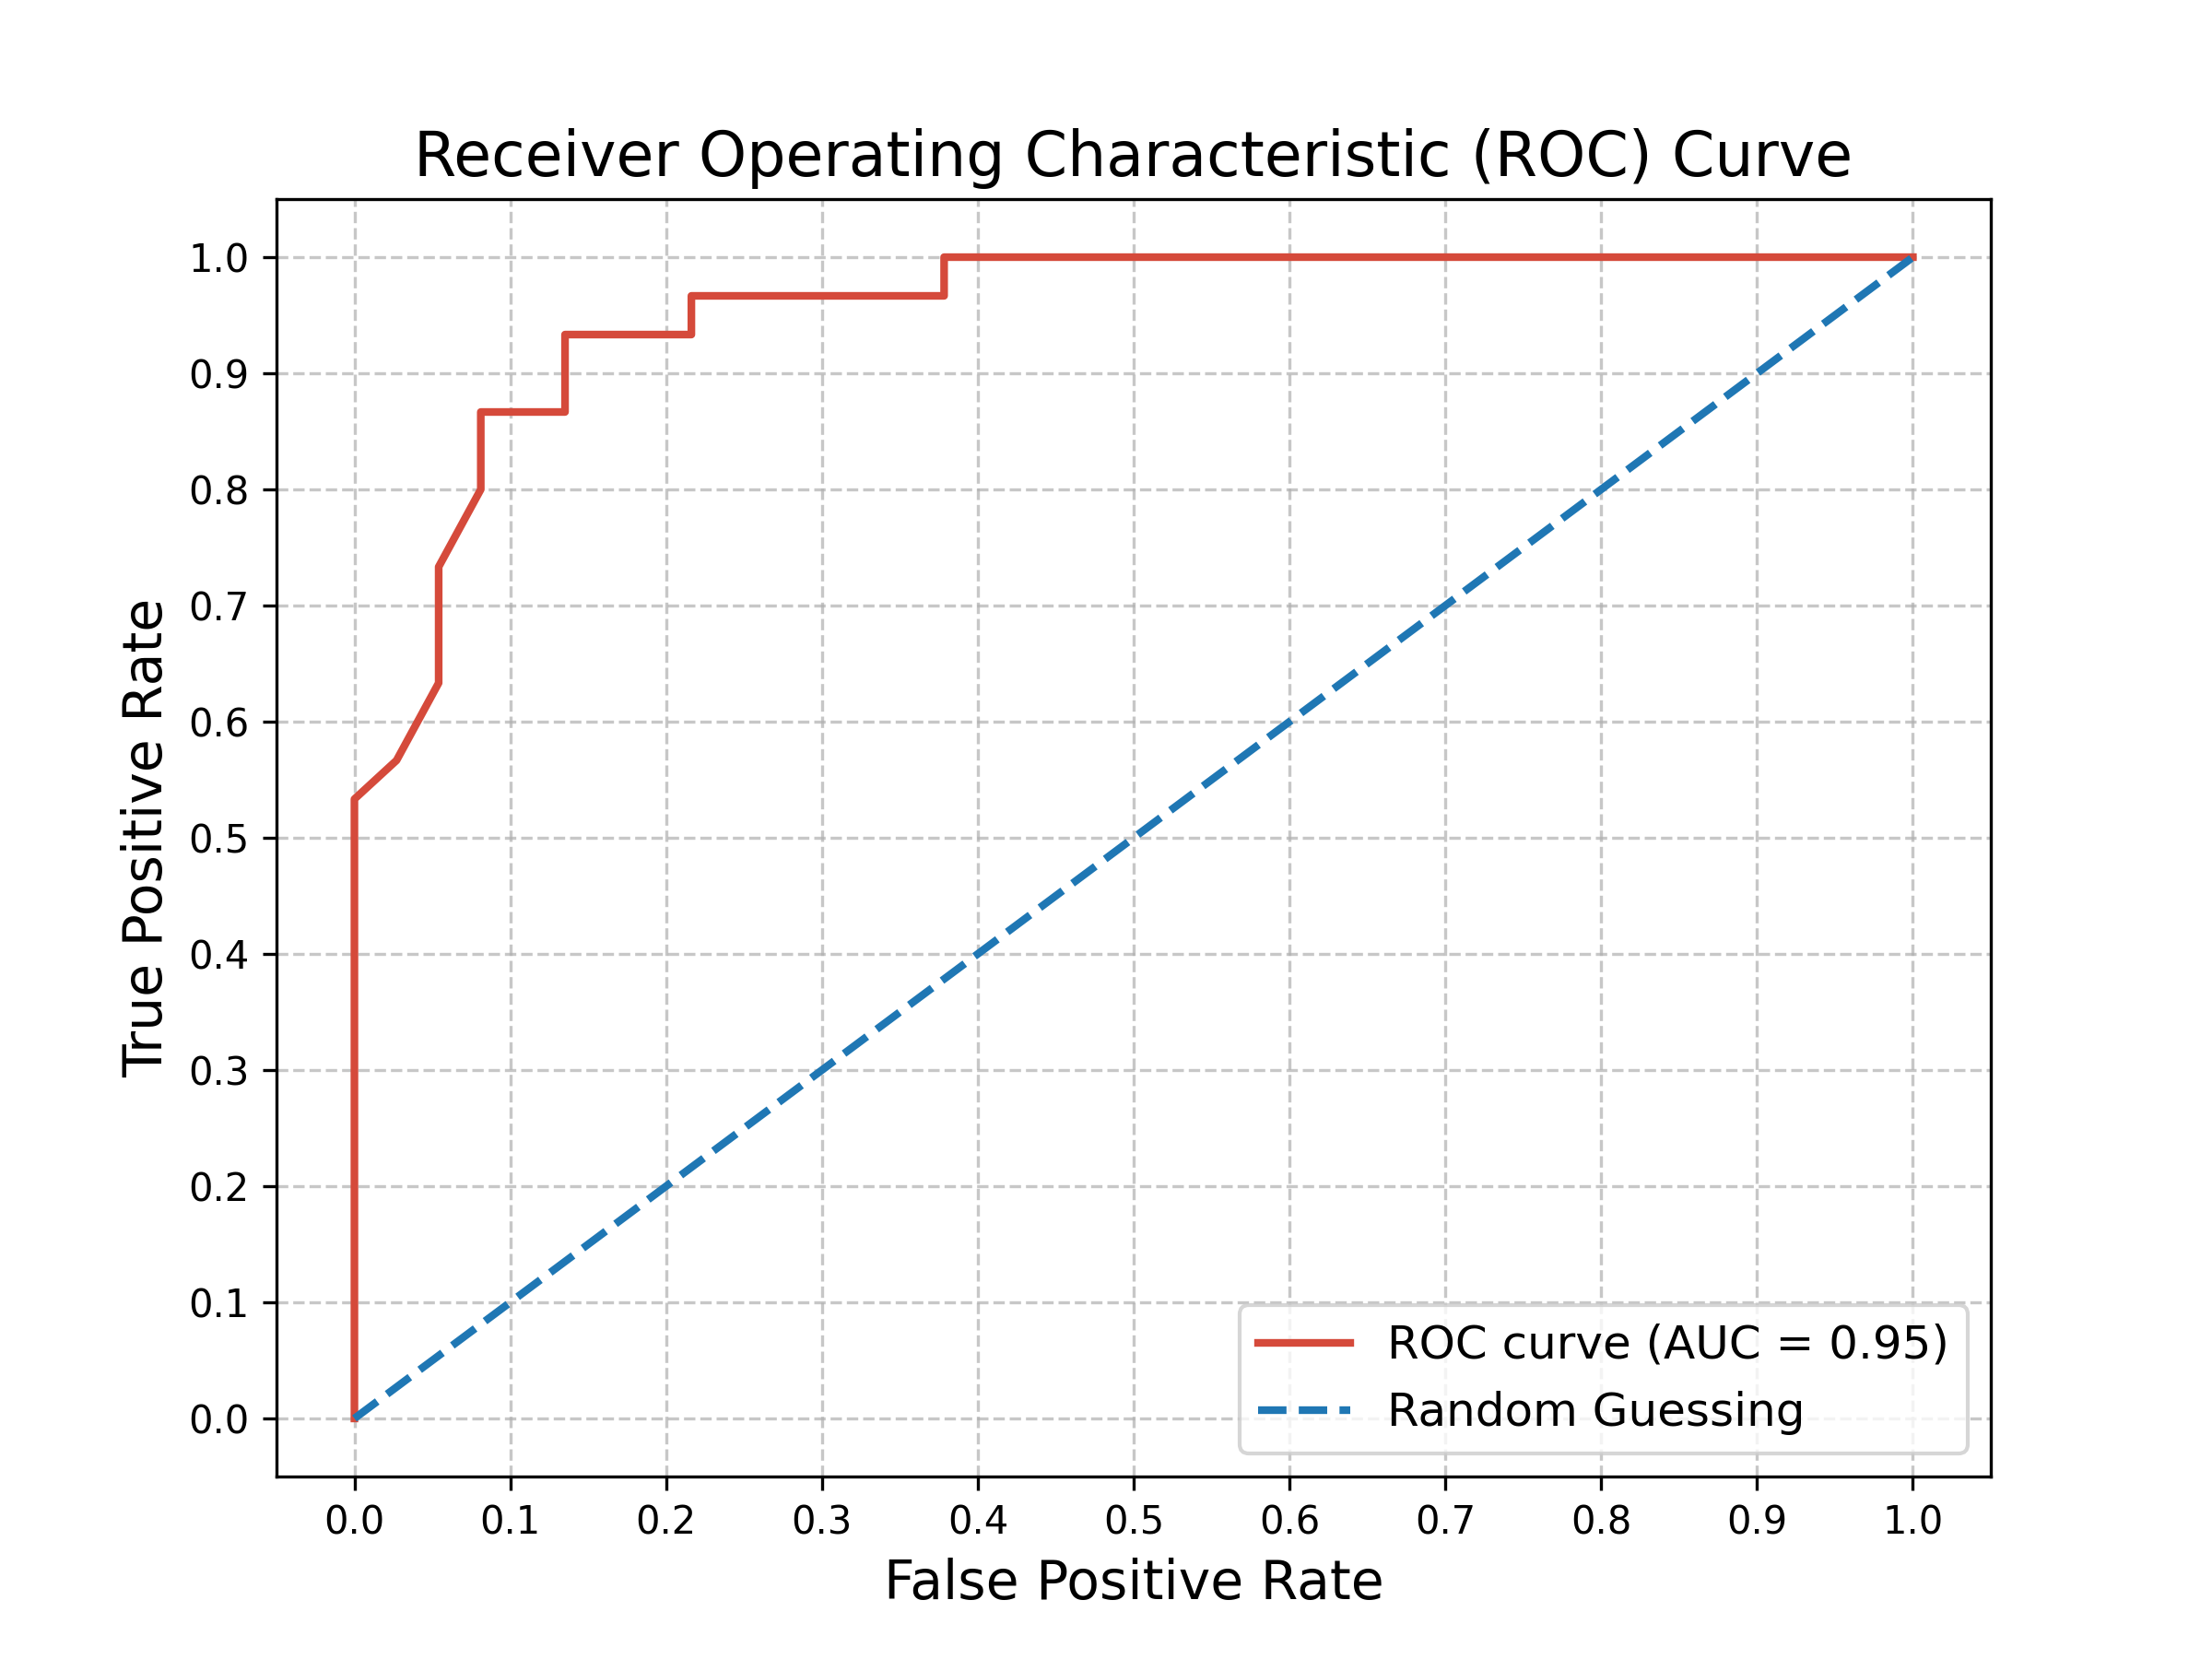 Receiver Operating Characteristic (ROC) Curve
True Positive Rate
1.0
0.9
0.8
0.7
0.6
0.5
0.4
0.3
0.2
0.1
0.0
ROC curve (AUC = 0.95)
Random Guessing
0.0 0.1 0.2 0.3 0.4 0.5 0.6 0.7 0.8 0.9 1.0
False Positive Rate